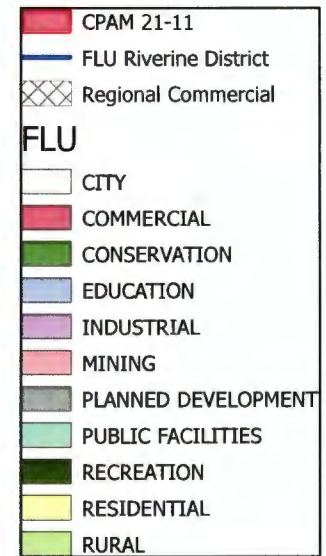 CPAM 21-11
FLU Riverine District
Regional Commercial
FLU
CITY
COMMERCIAL
CONSERVATION
EDUCATION
INDUSTRIAL
MINING
PLANNED DEVELOPMENT
PUBLIC FACILITIES
RECREATION
RESIDENTIAL
RURAL